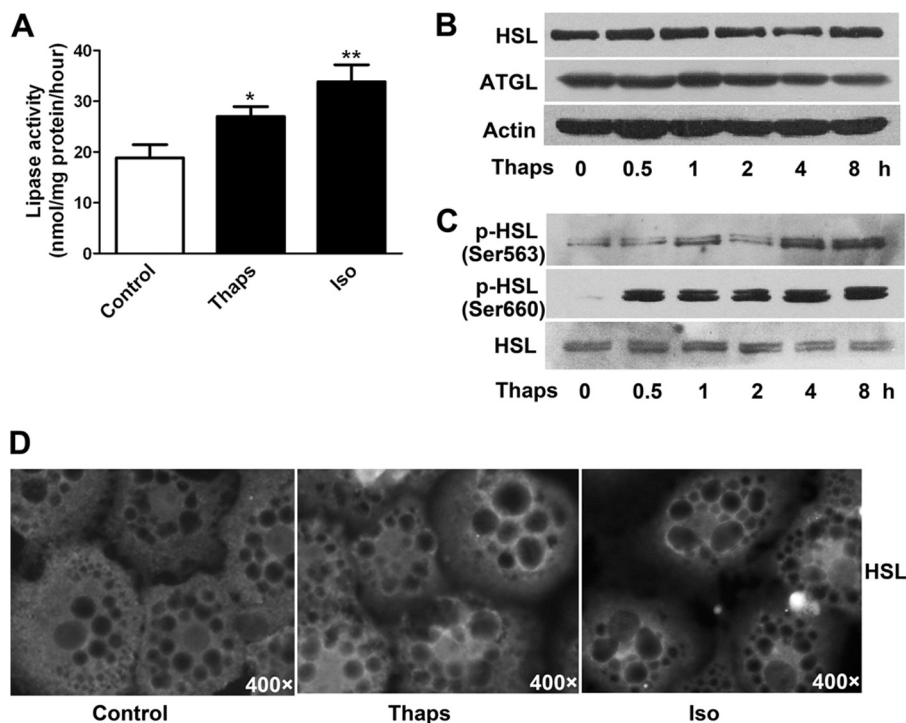 A
Lipase activity
(nmol/mg protein/hour)
40
30
20
10
0
*
**
Control
Thaps
Iso
B
HSL
ATGL
Actin
Thaps 0 0.5 1 2 4 8 h
C
p-HSL
(Ser563)
p-HSL
(Ser660)
HSL
Thaps 0 0.5 1 2 4 8 h
D
400× 400× 400×
HSL
Control Thaps Iso